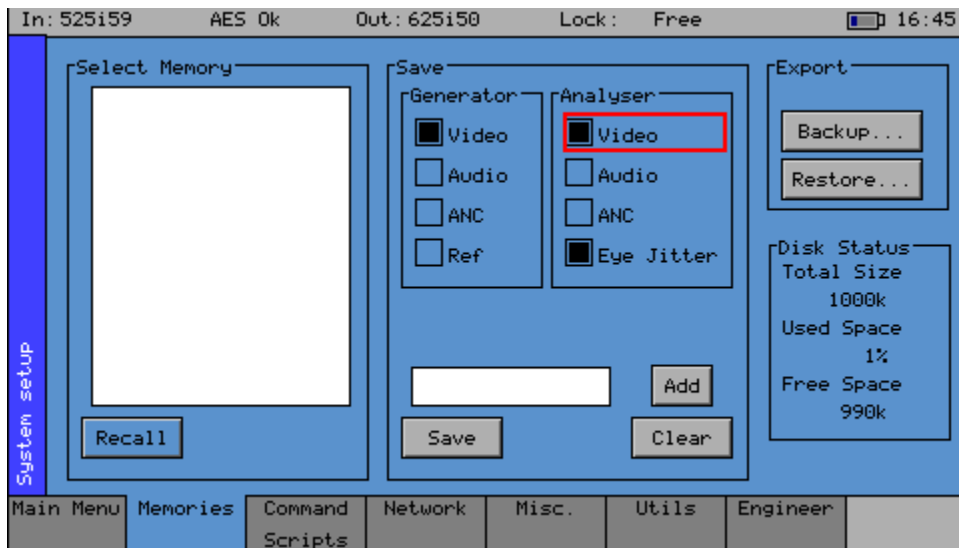 In:525i59 AES Ok Out:625i50 Lock: Free 16:45
System setup
Select Memory
Recall
Save
Generator
Video
Audio
ANC
Ref
Analyser
Video
Audio
ANC
Eye Jitter
Add
Save
Clear
Export
Backup...
Restore...
Disk Status
Total Size
1000k
Used Space
1%
Free Space
990k
Main Menu
Memories
Command
Scripts
Network
Misc.
Utils
Engineer